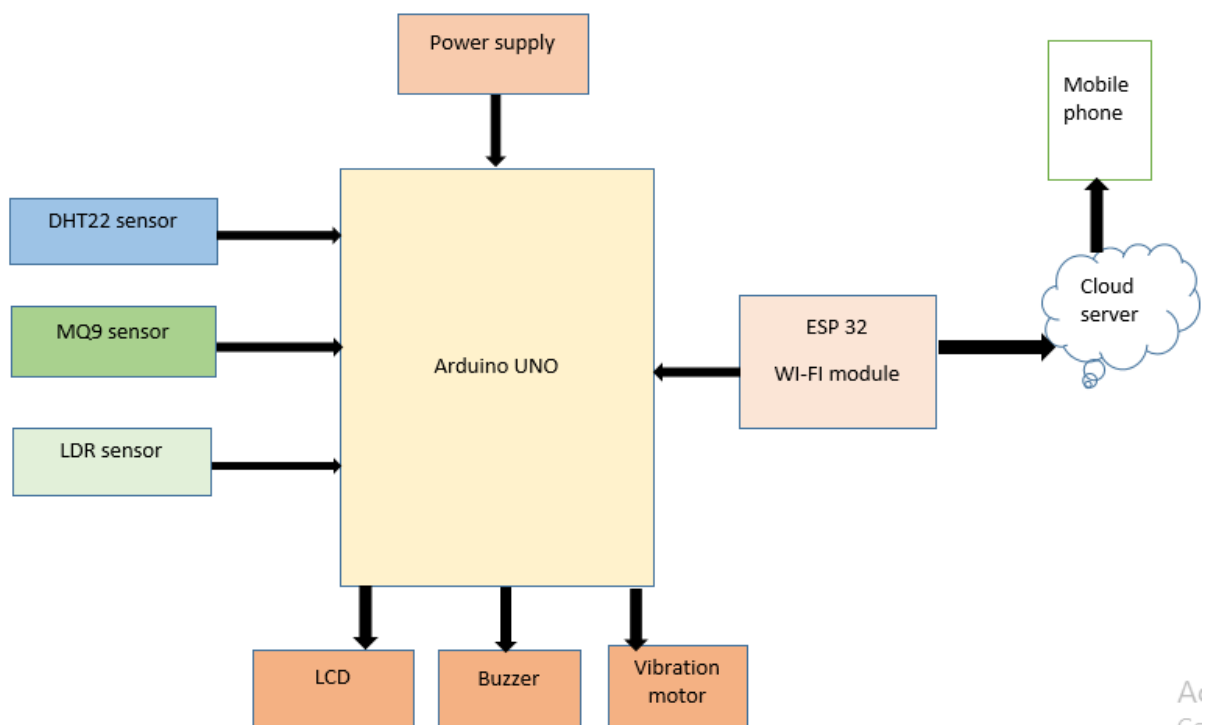 Power supply
Mobile
phone
DHT22 sensor
MQ9 sensor
LDR sensor
Arduino UNO
ESP 32
WI-FI module
Cloud
server
LCD
Buzzer
Vibration
motor